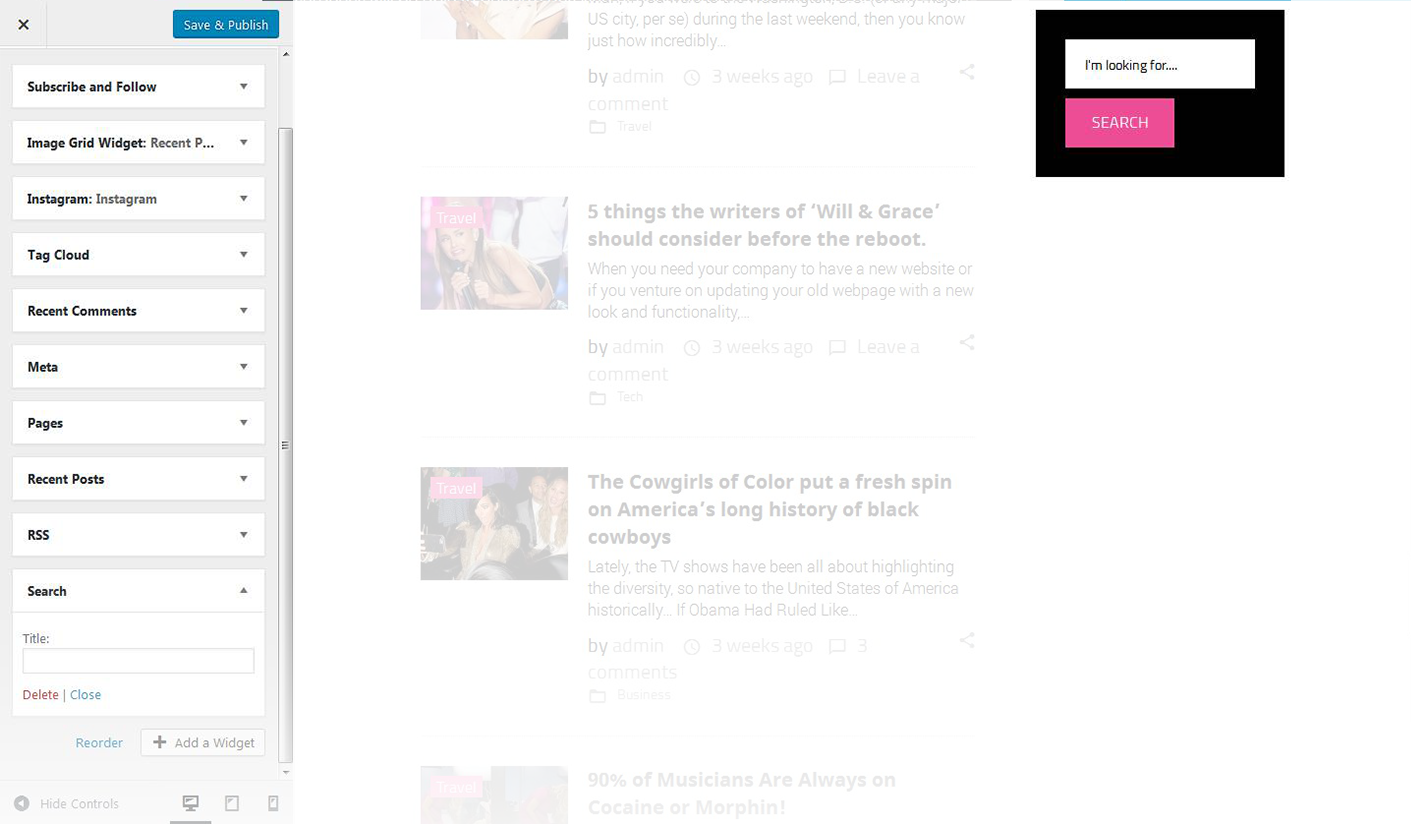 Save & Publish
Subscribe and Follow
Image Grid Widget: Recent P...
Instagram: Instagram
Tag Cloud
Recent Comments
Meta
Pages
Recent Posts
RSS
Search
Title:
Delete | Close
Reorder
Add a Widget
Hide Controls
US city, per se) during the last weekend, then you know
just how incredibly...
by admin 3 weeks ago Leave a
comment
Travel
Travel
5 things the writers of ‘Will & Grace’
should consider before the reboot.
When you need your company to have a new website or
if you venture on updating your old webpage with a new
look and functionality,...
by admin 3 weeks ago Leave a
comment
Tech
Travel
The Cowgirls of Color put a fresh spin
on America’s long history of black
cowboys
Lately, the TV shows have been all about highlighting
the diversity, so native to the United States of America
historically... If Obama Had Ruled Like...
by admin 3 weeks ago 3
comments
Business
Travel
90% of Musicians Are Always on
Cocaine or Morphin!
I'm looking for....
SEARCH